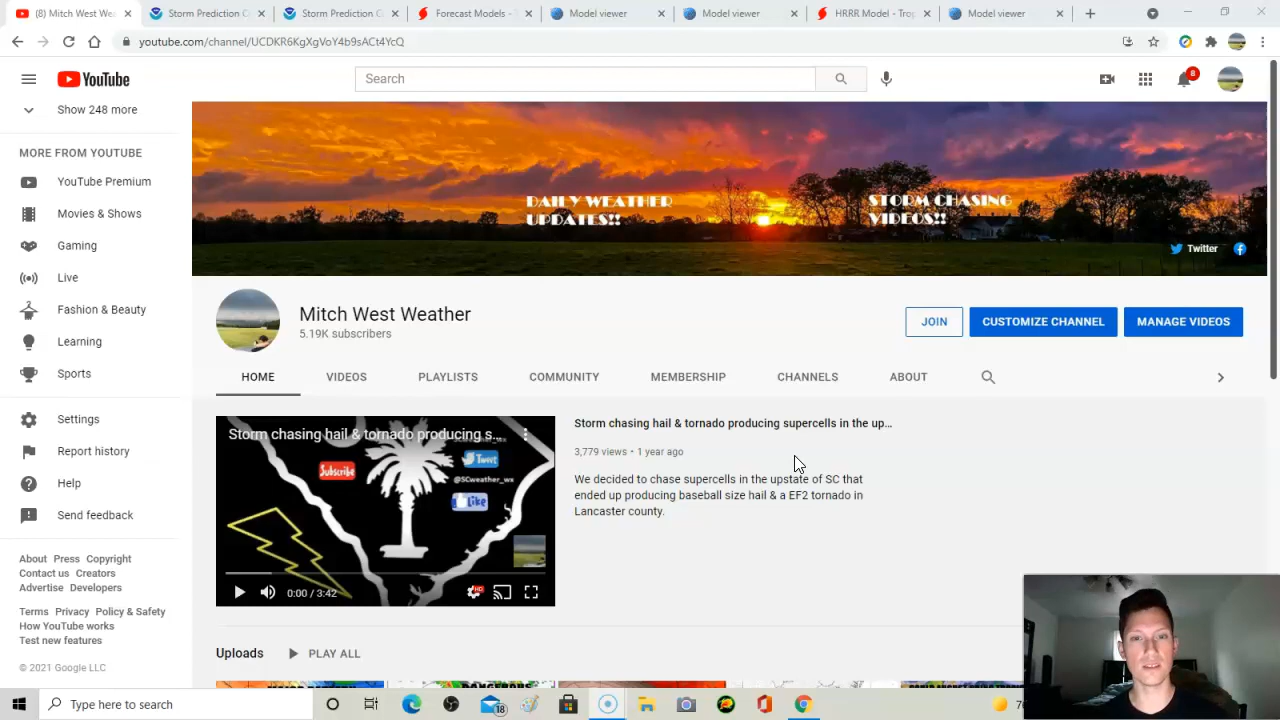 (8) Mitch West Wea
Storm Prediction C
Storm Prediction C
Forecast Models - S
Model viewer
Model viewer
HRRR Model - Trop
Model viewer
youtube.com/channel/UCDKR6KgXgVoY4b9sACt4YcQ
YouTube
Search
8
Show 248 more
MORE FROM YOUTUBE
YouTube Premium
Movies & Shows
Gaming
Live
Fashion & Beauty
Learning
Sports
Settings
Report history
Help
Send feedback
About Press Copyright
Contact us Creators
Advertise Developers
Terms Privacy Policy & Safety
How YouTube works
Test new features
© 2021 Google LLC
DAILY WEATHER
UPDATES!!
STORM CHASING
VIDEOS!!
Twitter
Mitch West Weather
5.19K subscribers
JOIN
CUSTOMIZE CHANNEL
MANAGE VIDEOS
HOME
VIDEOS
PLAYLISTS
COMMUNITY
MEMBERSHIP
CHANNELS
ABOUT
Storm chasing hail & tornado producing s...
Subscribe
Tweet
@SCweather_wx
Like
0:00 / 3:42
HD
Storm chasing hail & tornado producing supercells in the up...
3,779 views • 1 year ago
We decided to chase supercells in the upstate of SC that
ended up producing baseball size hail & a EF2 tornado in
Lancaster county.
Uploads
PLAY ALL
Type here to search
18